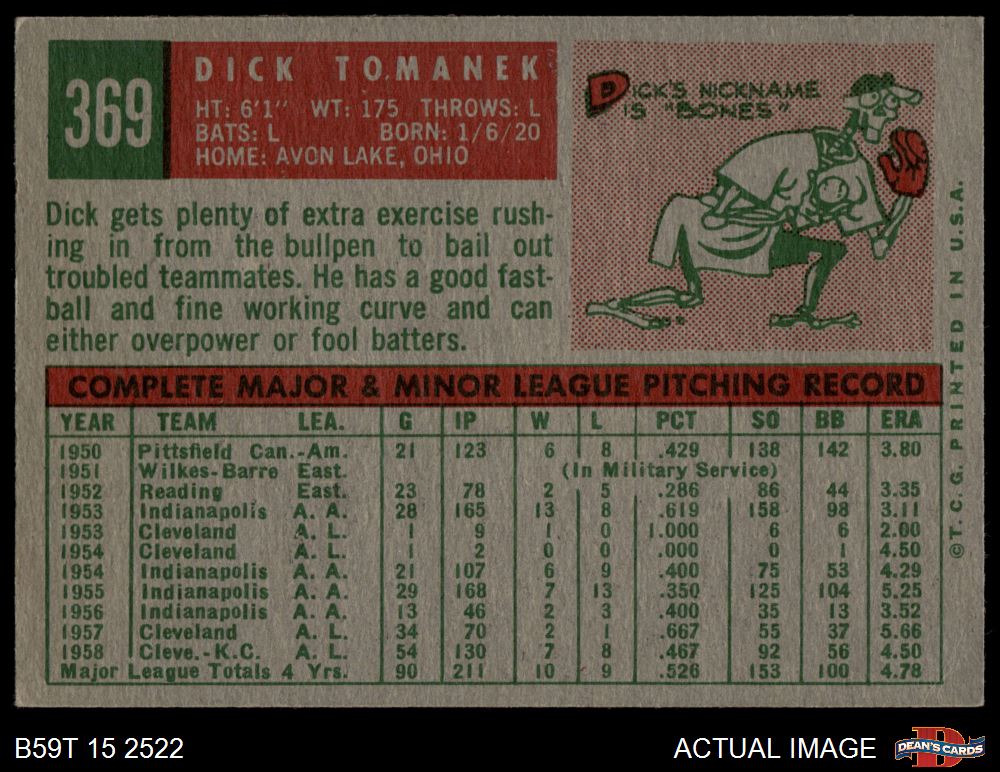 369
DICK TOMANEK
HT: 6'1" WT: 175 THROWS: L
BATS: L BORN: 1/6/20
HOME: AVON LAKE, OHIO
DICK'S NICKNAME
IS "BONES"
Dick gets plenty of extra exercise rush-
ing in from the bullpen to bail out
troubled teammates. He has a good fast-
ball and fine working curve and can
either overpower or fool batters.
COMPLETE MAJOR & MINOR LEAGUE PITCHING RECORD
YEAR TEAM LEA. G IP W L PCT SO BB ERA
1950 Pittsfield Can.-Am. 21 123 6 8 .429 138 142 3.80
1951 Wilkes-Barre East. (In Military Service)
1952 Reading East. 23 78 2 5 .286 86 44 3.35
1953 Indianapolis A. A. 28 165 13 8 .619 158 98 3.11
1953 Cleveland A. L. 1 9 1 0 1.000 6 6 2.00
1954 Cleveland A. L. 1 2 0 0 .000 0 1 4.50
1954 Indianapolis A. A. 21 107 6 9 .400 75 53 4.29
1955 Indianapolis A. A. 29 168 7 13 .350 125 104 5.25
1956 Indianapolis A. A. 13 46 2 3 .400 35 13 3.52
1957 Cleveland A. L. 34 70 2 1 .667 55 37 5.66
1958 Cleve.-K.C. A. L. 54 130 7 8 .467 92 56 4.50
Major League Totals 4 Yrs. 90 211 10 9 .526 153 100 4.78
©T.C.G. PRINTED IN U.S.A.
B59T 15 2522
ACTUAL IMAGE
D
DEAN'S CARDS